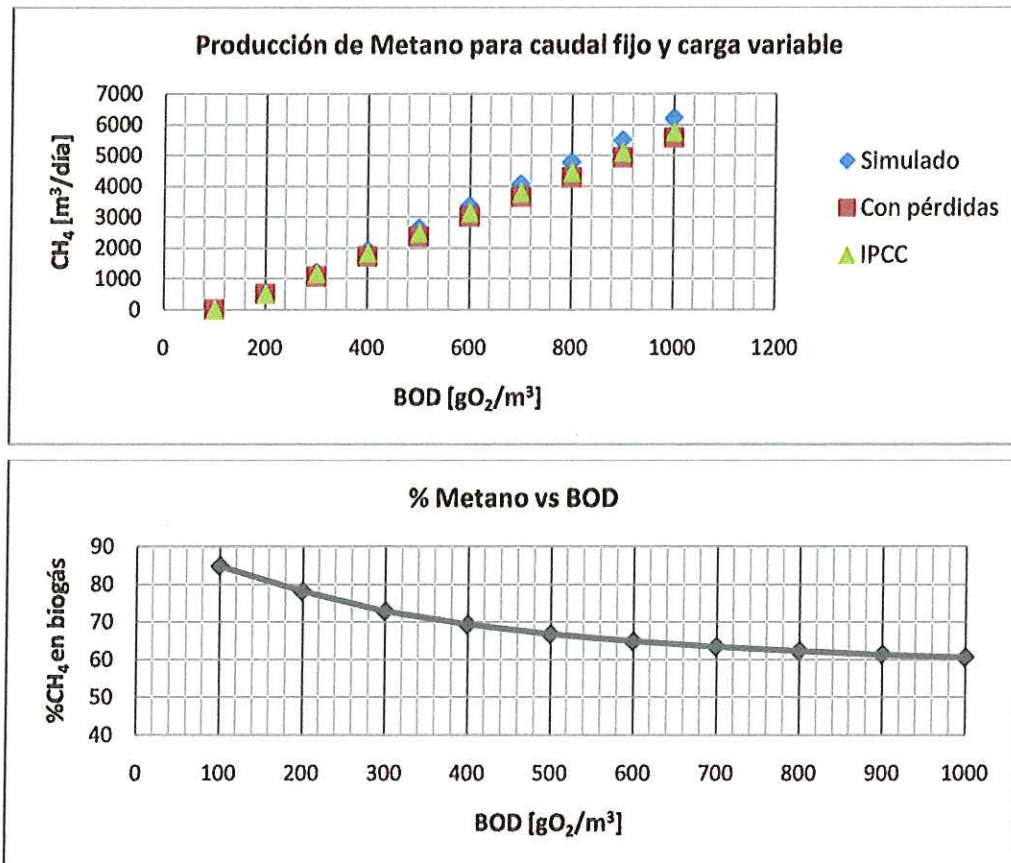 Producción de Metano para caudal fijo y carga variable
7000
6000
5000
4000
3000
2000
1000
0
CH₄ [m³/día]
0 200 400 600 800 1000 1200
BOD [gO₂/m³]
Simulado
Con pérdidas
IPCC
% Metano vs BOD
90
80
70
60
50
40
%CH₄ en biogás
0 100 200 300 400 500 600 700 800 900 1000
BOD [gO₂/m³]